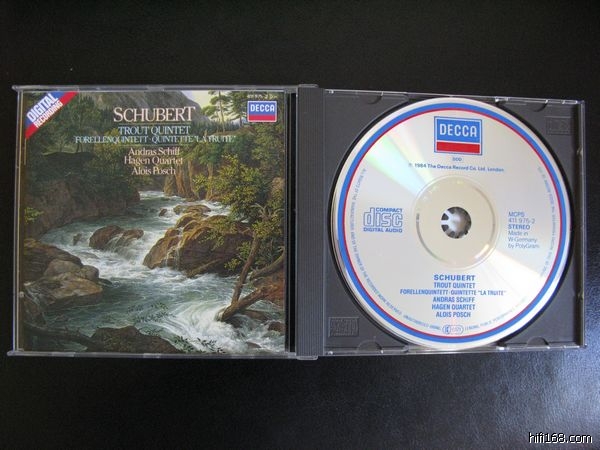 DIGITAL
RECORDING
DECCA
SCHUBERT
TROUT QUINTET
FORELLENQUINTETT · QUINTETTE "LA TRUITE"
Andras Schiff
Hagen Quartet
Alois Posch
DECCA
DDD
℗ 1984 The Decca Record Co. Ltd. London.
COMPACT
disc
DIGITAL AUDIO
MCPS
411 975-2
STEREO
Made in
W.Germany
by PolyGram
SCHUBERT
TROUT QUINTET
FORELLENQUINTETT · QUINTETTE "LA TRUITE"
ANDRAS SCHIFF
HAGEN QUARTET
ALOIS POSCH
hifi168.com